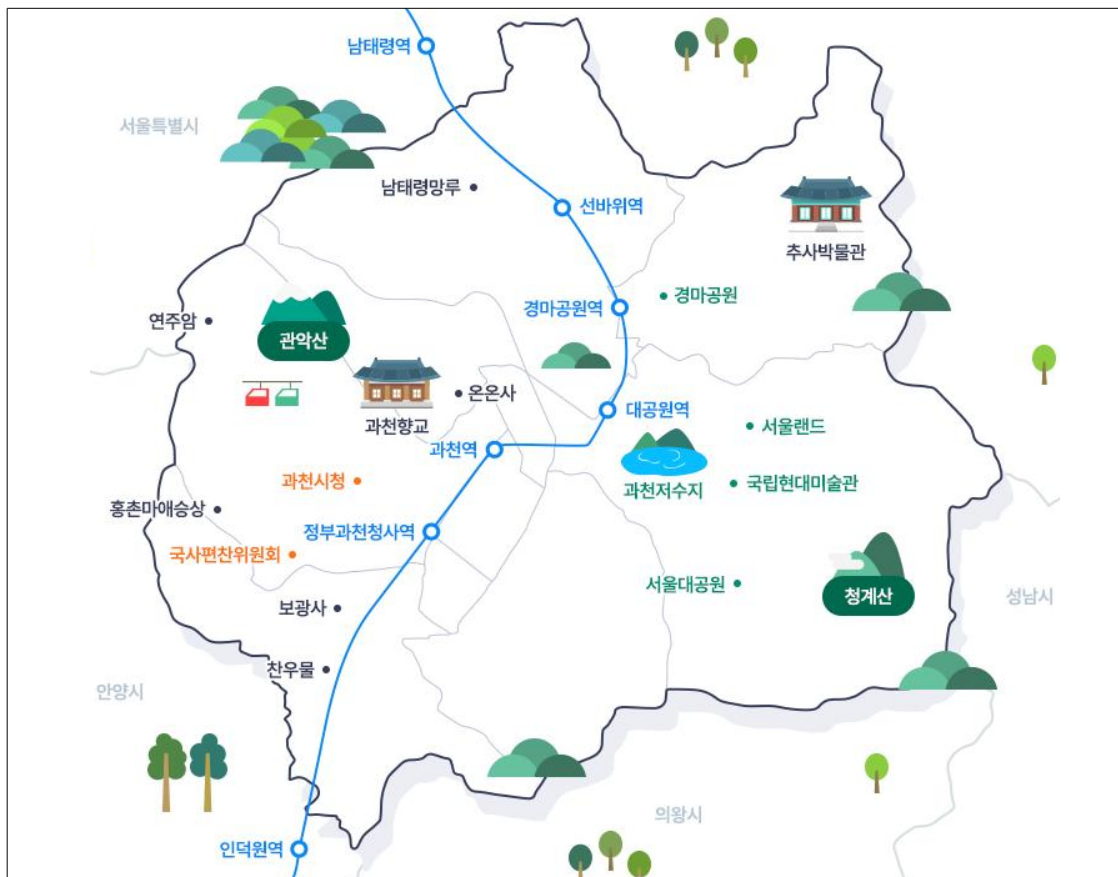 남태령역
서울특별시
남태령망루
선바위역
추사박물관
경마공원
경마공원역
연주암
관악산
온온사
대공원역
과천향교
서울랜드
과천역
과천시청
과천저수지
국립현대미술관
홍촌마애승상
정부과천청사역
국사편찬위원회
서울대공원
청계산
성남시
보광사
찬우물
안양시
의왕시
인덕원역